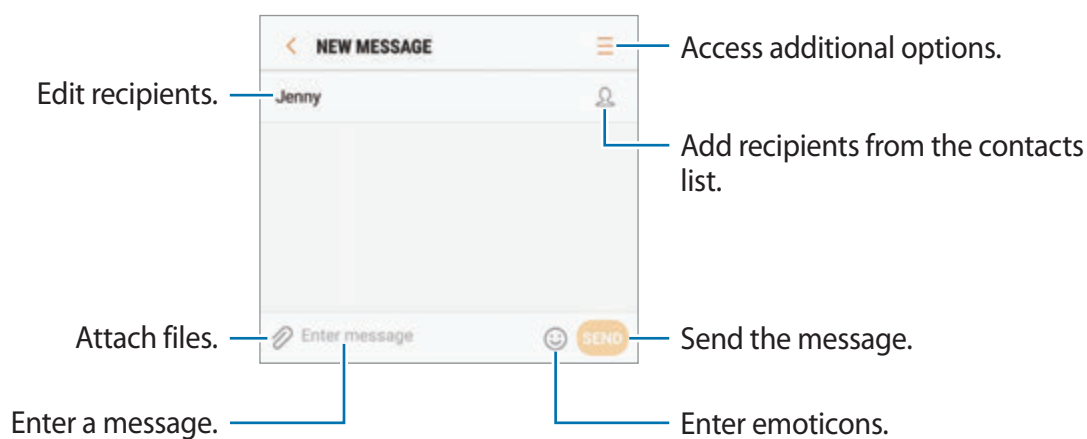 NEW MESSAGE
Access additional options.
Edit recipients.
Jenny
Add recipients from the contacts
list.
Attach files.
Enter message
SEND
Send the message.
Enter a message.
Enter emoticons.